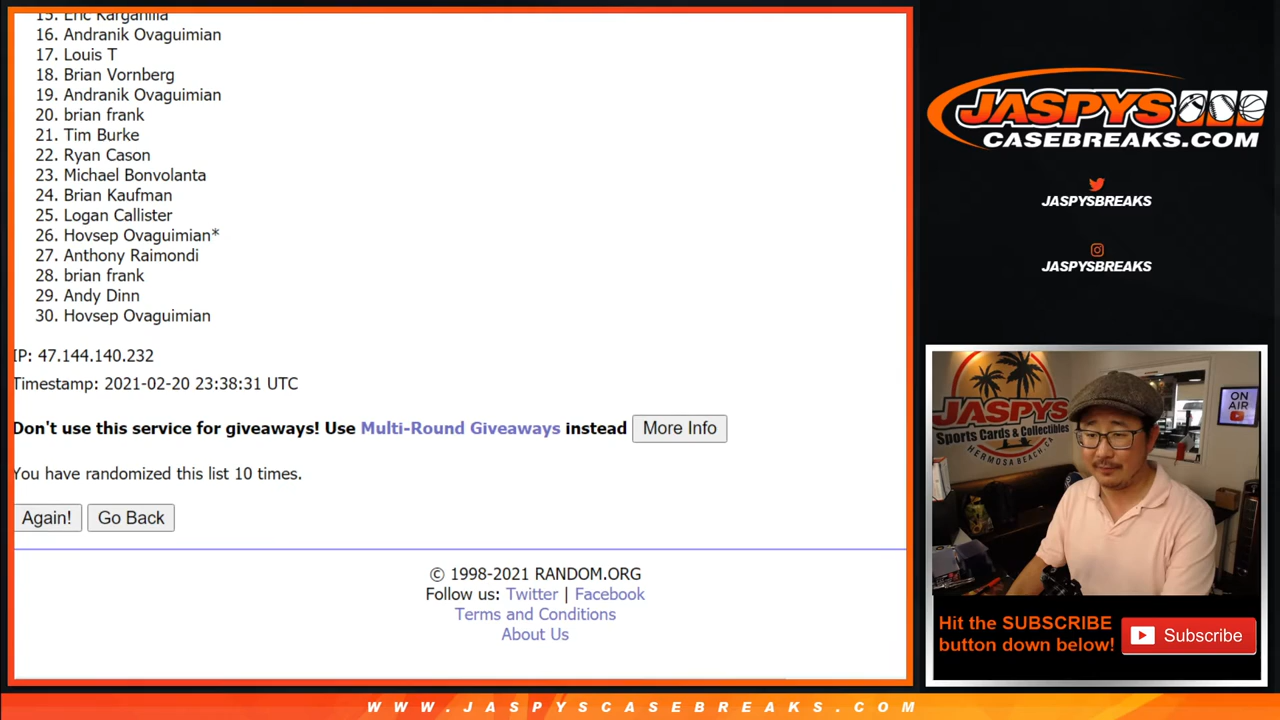 15. Eric Karganilla
16. Andranik Ovaguimian
17. Louis T
18. Brian Vornberg
19. Andranik Ovaguimian
20. brian frank
21. Tim Burke
22. Ryan Cason
23. Michael Bonvolanta
24. Brian Kaufman
25. Logan Callister
26. Hovsep Ovaguimian*
27. Anthony Raimondi
28. brian frank
29. Andy Dinn
30. Hovsep Ovaguimian
IP: 47.144.140.232
Timestamp: 2021-02-20 23:38:31 UTC
Don't use this service for giveaways! Use Multi-Round Giveaways instead More Info
You have randomized this list 10 times.
Again! Go Back
© 1998-2021 RANDOM.ORG
Follow us: Twitter | Facebook
Terms and Conditions
About Us
JASPYS
CASEBREAKS.COM
JASPYSBREAKS
JASPYSBREAKS
JASPYS
Sports Cards & Collectibles
HERMOSA BEACH, CA
ON AIR
Hit the SUBSCRIBE
button down below!
Subscribe
WWW.JASPYSCASEBREAKS.COM